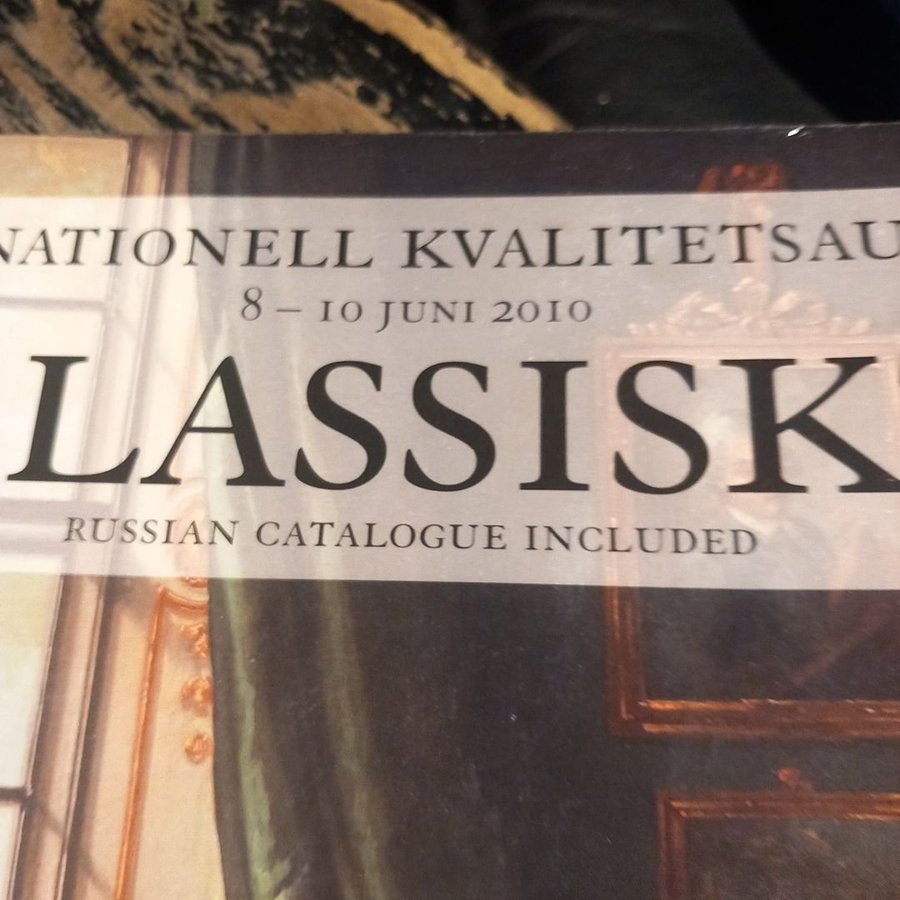 NATIONELL KVALITETSAU
8 – 10 JUNI 2010
LASSISK
RUSSIAN CATALOGUE INCLUDED